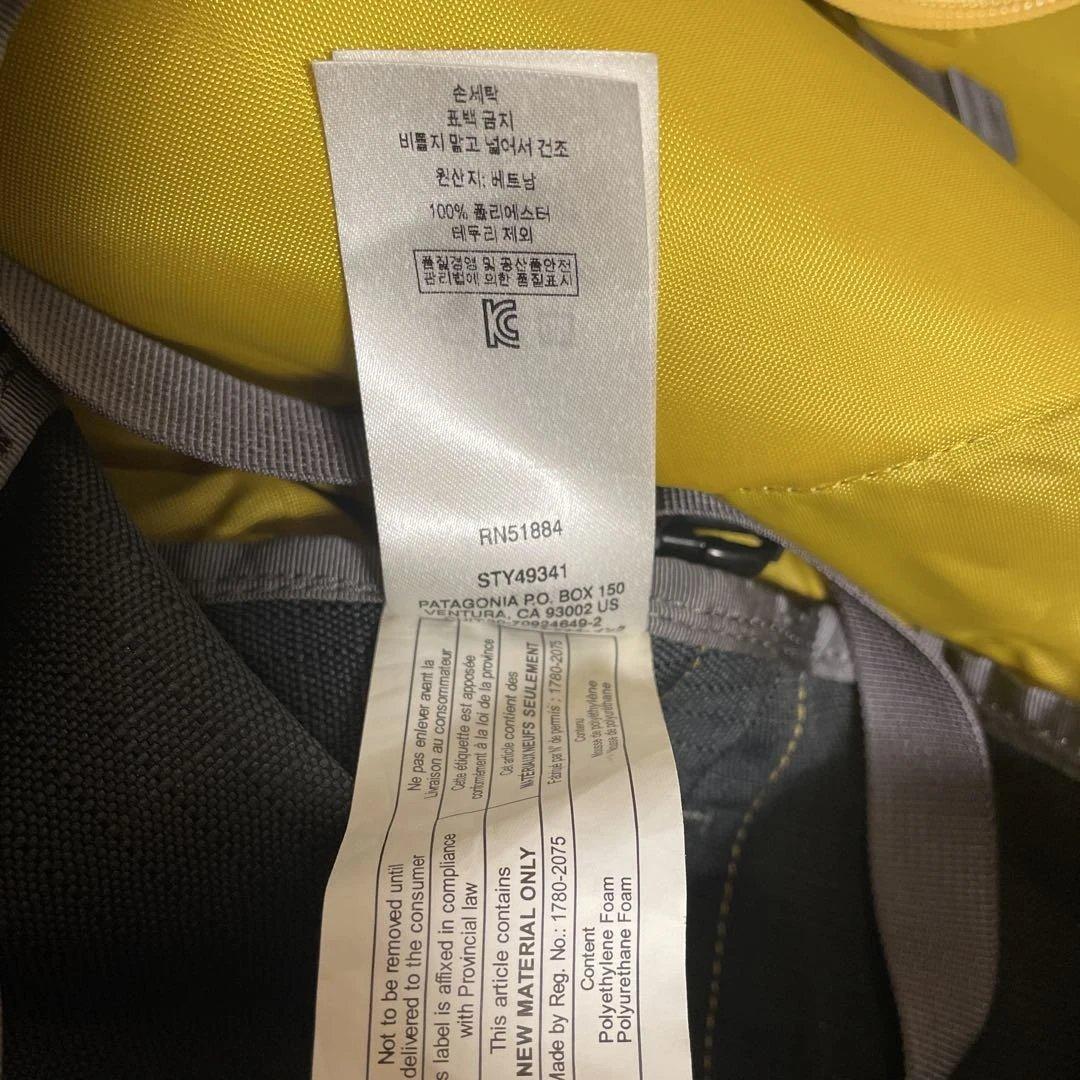 손세탁
표백 금지
비틀지 말고 널어서 건조
원산지: 베트남
100% 폴리에스터
테두리 제외
품질경영 및 공산품안전
관리법에 의한 품질표시
KC
RN51884
STY49341
PATAGONIA P.O. BOX 150
VENTURA, CA 93002 US
70924649-2
Ne pas enlever avant la
Livraison au consommateur
Cette étiquette est apposée
conformément à la loi de la province
Cet article contient des
MATERIAUX NEUFS SEULEMENT
Fabriqué par N° de permis : 1780-2075
Contenu
Mousse de polyéthylène
Mousse de polyuréthane
Not to be removed until
delivered to the consumer
s label is affixed in compliance
with Provincial law
This article contains
NEW MATERIAL ONLY
Made by Reg. No.: 1780-2075
Content
Polyethylene Foam
Polyurethane Foam